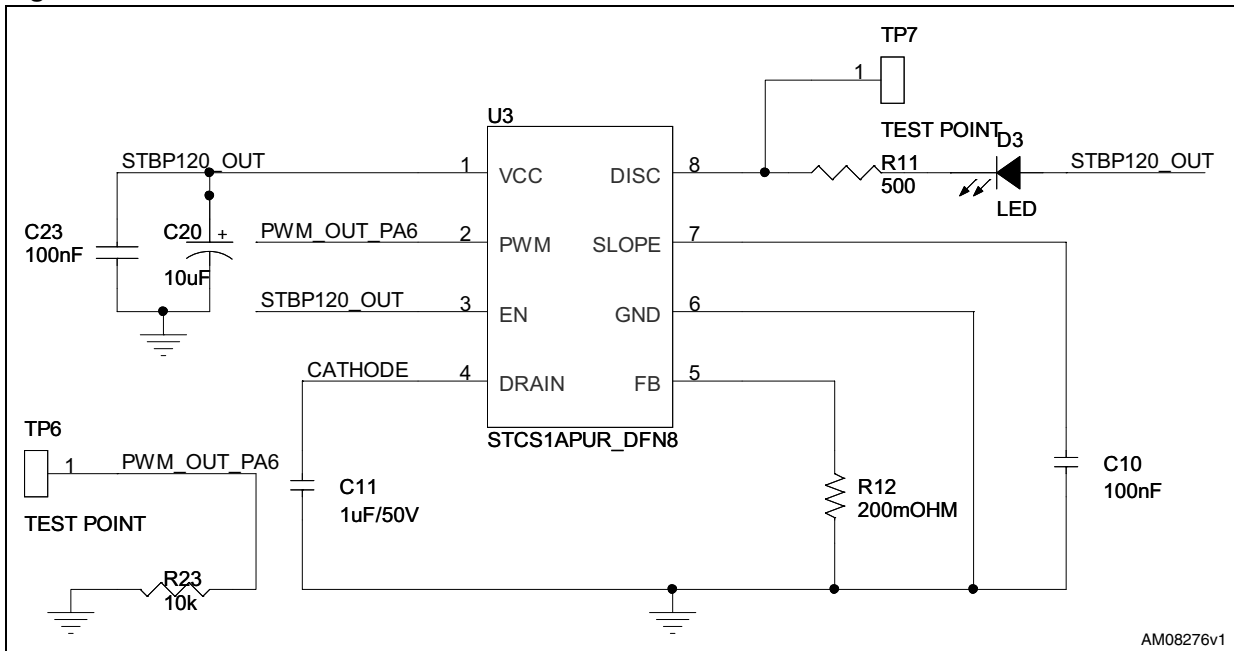 TP7
1
U3
TEST POINT
D3
STBP120_OUT
1
VCC
DISC
8
R11
500
STBP120_OUT
LED
C23
100nF
C20
+
10uF
PWM_OUT_PA6
2
PWM
SLOPE
7
STBP120_OUT
3
EN
GND
6
CATHODE
4
DRAIN
FB
5
STCS1APUR_DFN8
TP6
1
PWM_OUT_PA6
TEST POINT
C11
1uF/50V
R12
200mOHM
C10
100nF
R23
10k
AM08276v1